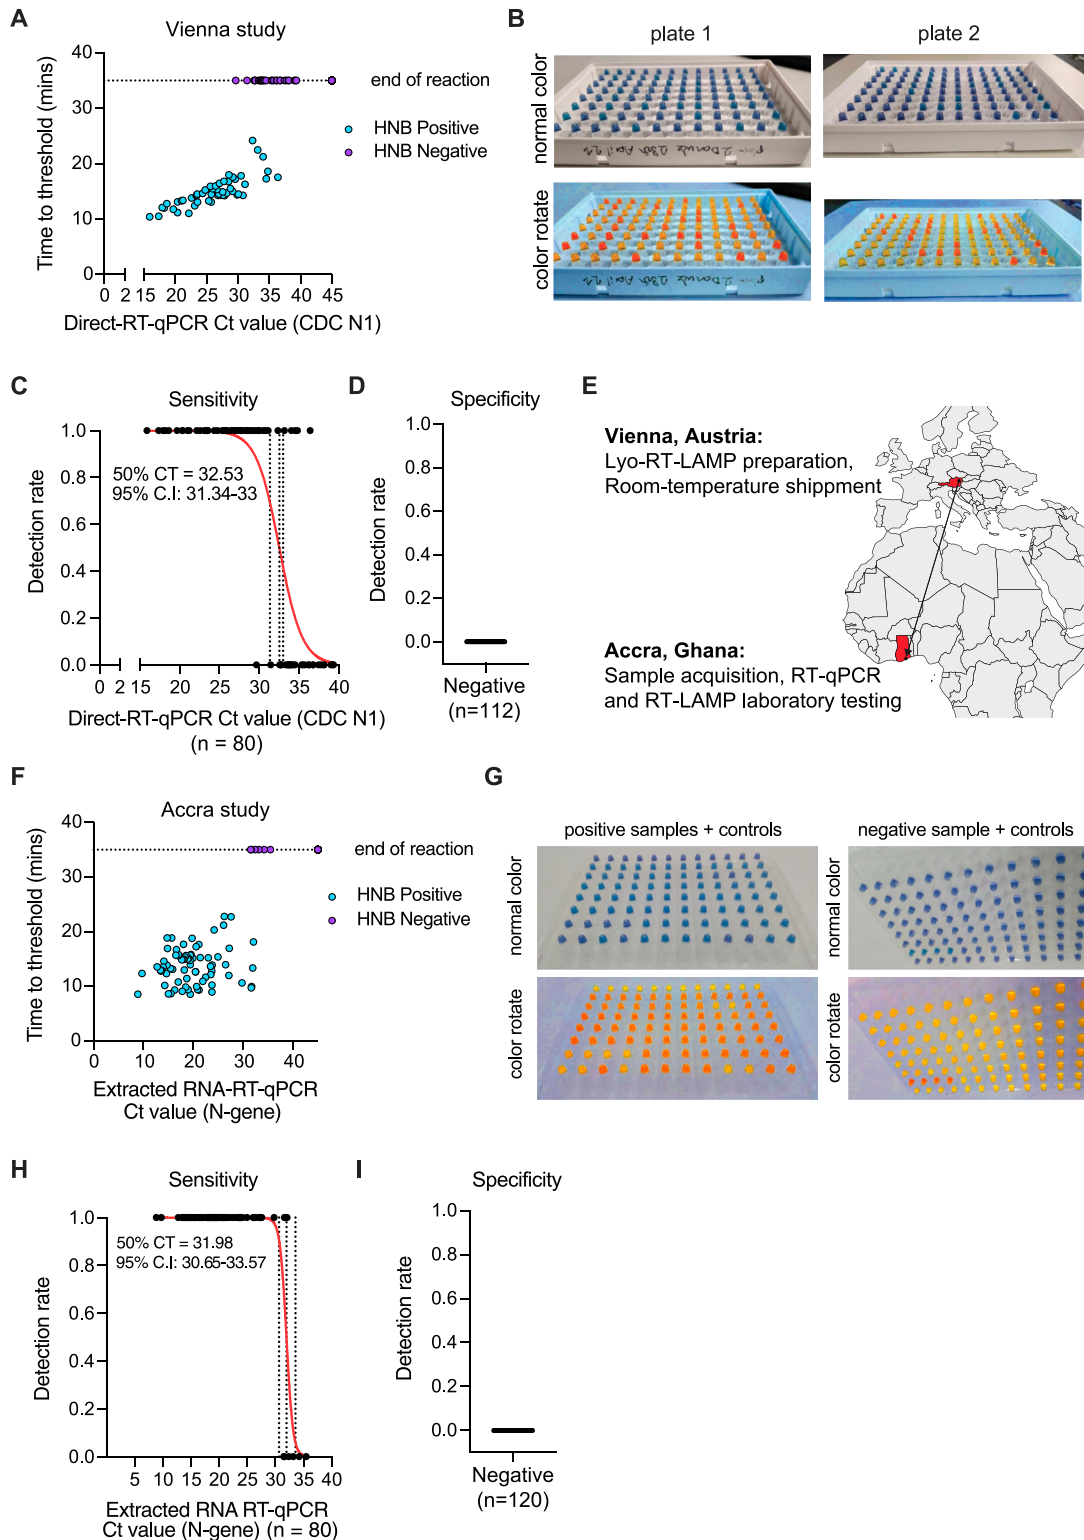 A
Vienna study
Time to threshold (mins)
40
30
20
10
0
0 2 15 20 25 30 35 40 45
Direct-RT-qPCR Ct value (CDC N1)
end of reaction
HNB Positive
HNB Negative
B
plate 1
plate 2
normal color
color rotate
C
Sensitivity
Detection rate
1.0
0.8
0.6
0.4
0.2
0.0
50% CT = 32.53
95% C.I: 31.34-33
0 2 15 20 25 30 35 40
Direct-RT-qPCR Ct value (CDC N1)
(n = 80)
D
Specificity
Detection rate
1.0
0.8
0.6
0.4
0.2
0.0
Negative
(n=112)
E
Vienna, Austria:
Lyo-RT-LAMP preparation,
Room-temperature shippment
Accra, Ghana:
Sample acquisition, RT-qPCR
and RT-LAMP laboratory testing
F
Accra study
Time to threshold (mins)
40
30
20
10
0
0 10 20 30 40
Extracted RNA-RT-qPCR
Ct value (N-gene)
end of reaction
HNB Positive
HNB Negative
G
positive samples + controls
negative sample + controls
normal color
normal color
color rotate
color rotate
H
Sensitivity
Detection rate
1.0
0.8
0.6
0.4
0.2
0.0
50% CT = 31.98
95% C.I: 30.65-33.57
5 10 15 20 25 30 35 40
Extracted RNA RT-qPCR
Ct value (N-gene) (n = 80)
I
Specificity
Detection rate
1.0
0.8
0.6
0.4
0.2
0.0
Negative
(n=120)